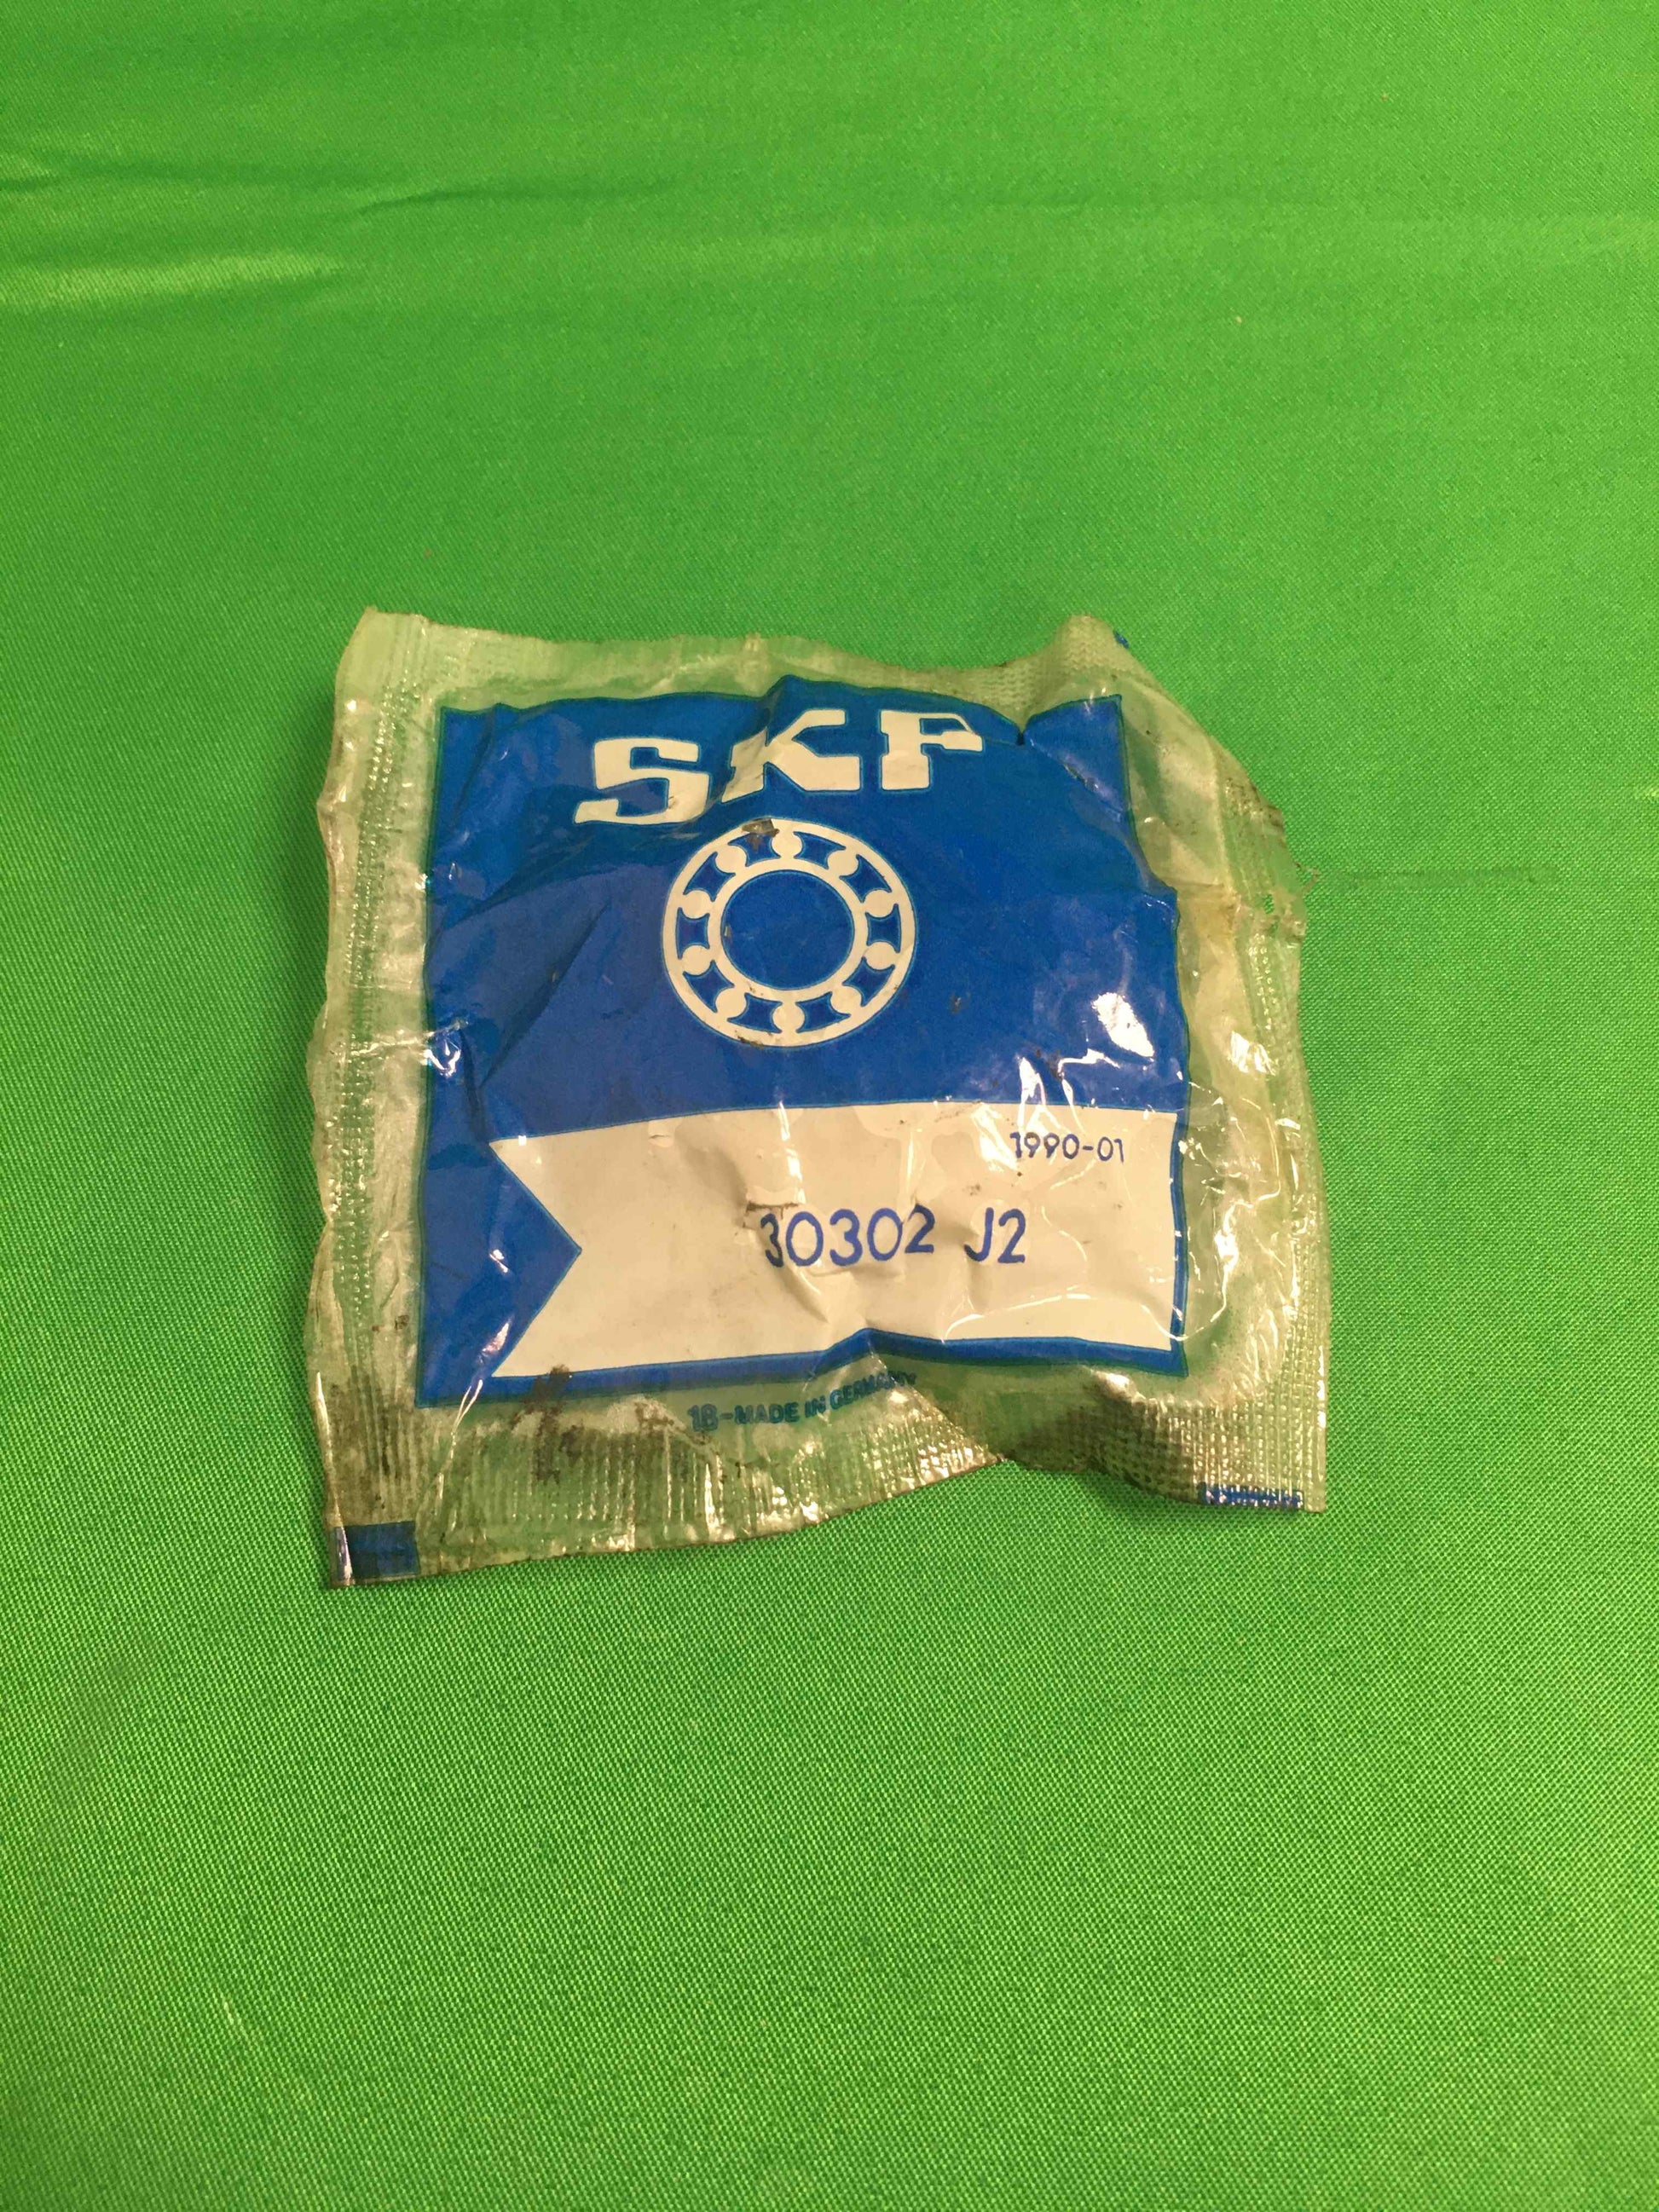 SKF
1990-01
30302 J2
18-MADE IN GERMANY